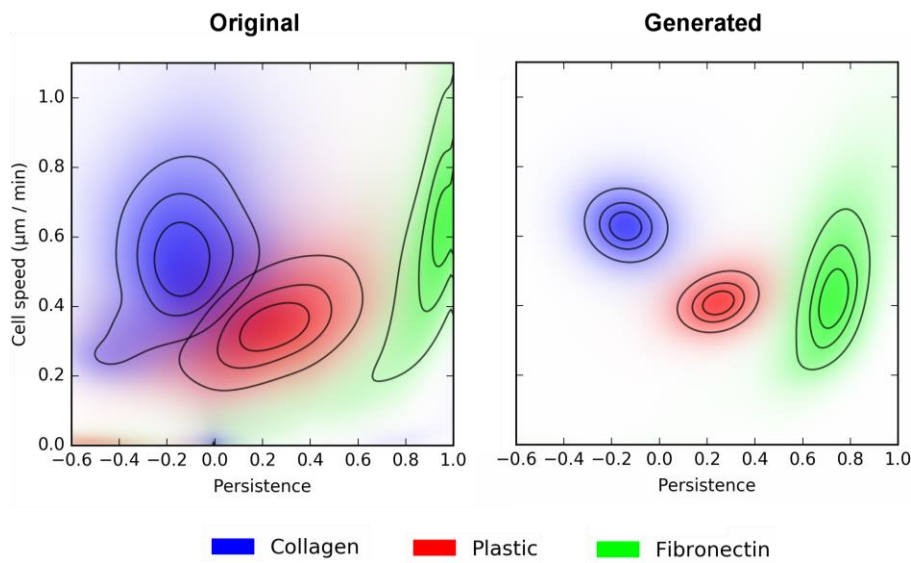 Original
Generated
1.0
0.8
0.6
0.4
0.2
0.0
Cell speed (µm / min)
−0.6 −0.4 −0.2 0.0 0.2 0.4 0.6 0.8 1.0
−0.6 −0.4 −0.2 0.0 0.2 0.4 0.6 0.8 1.0
Persistence
Persistence
Collagen
Plastic
Fibronectin